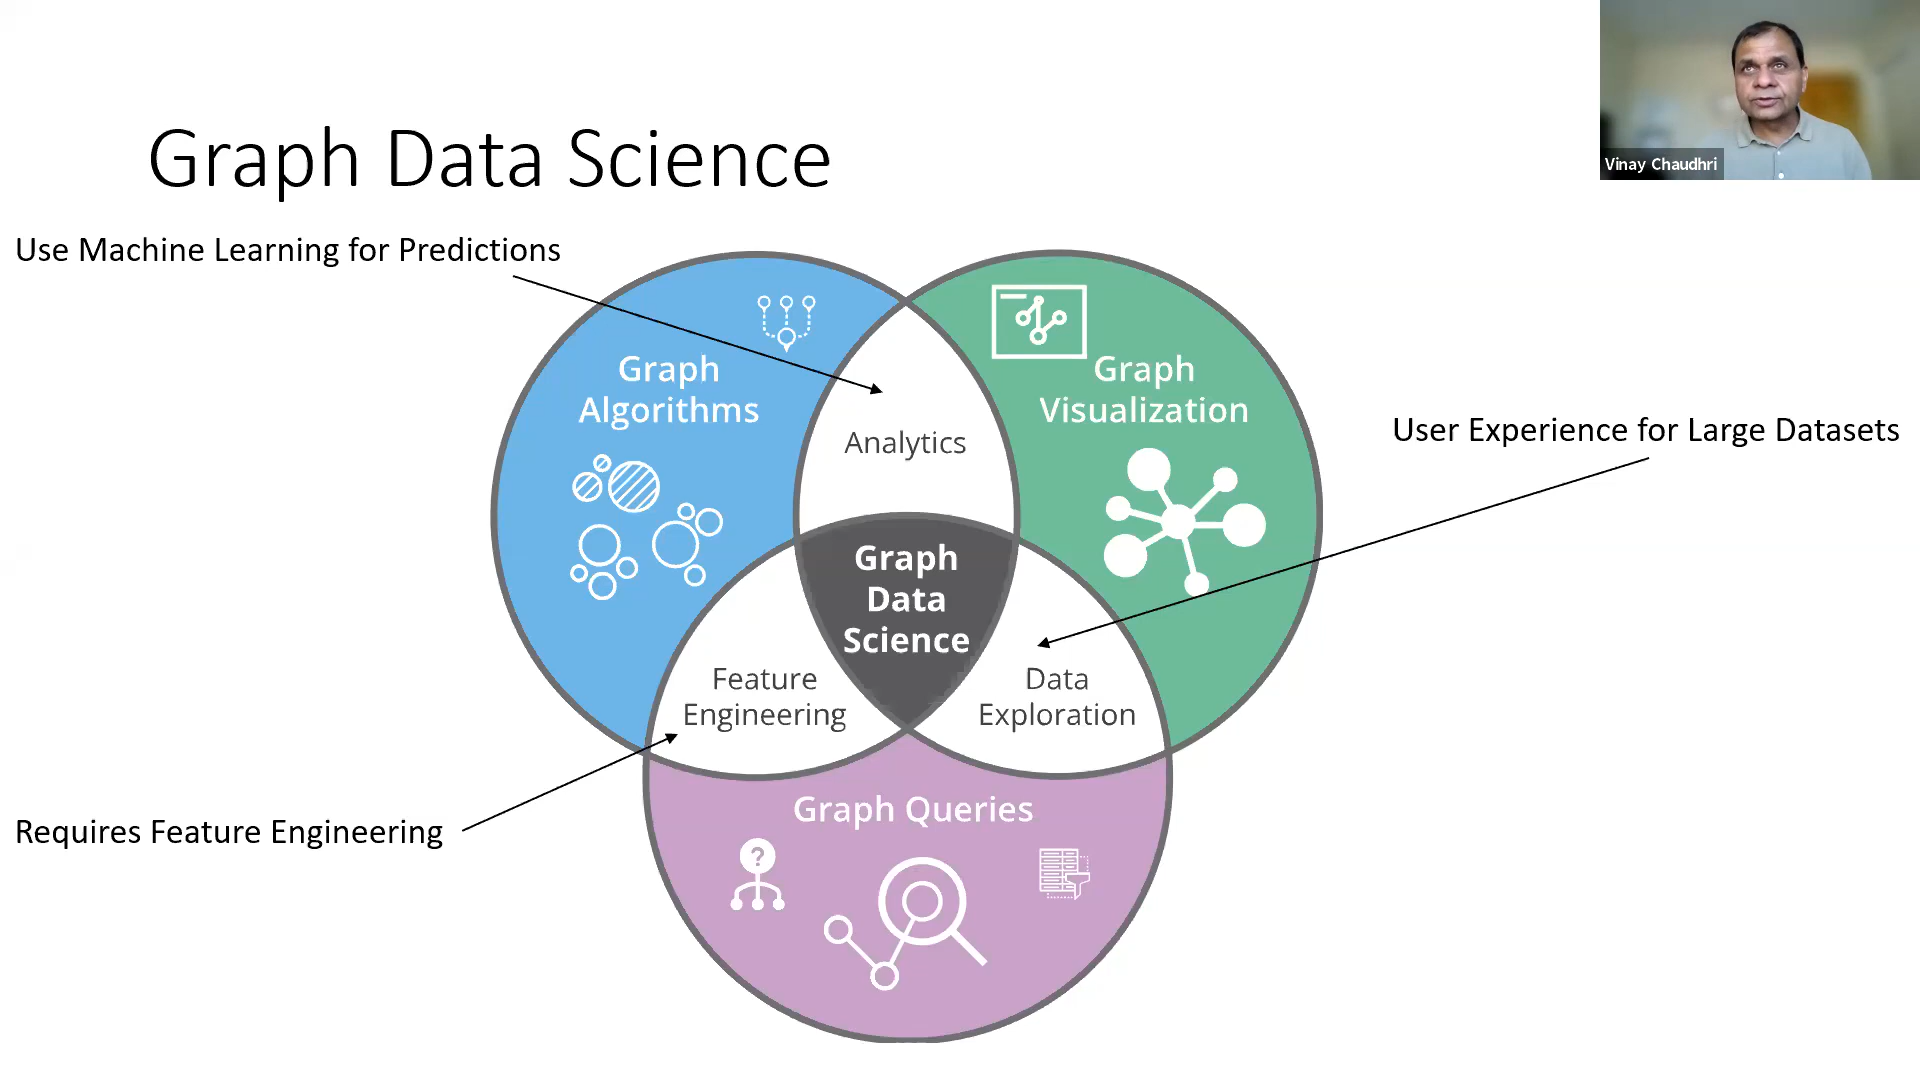 Vinay Chaudhri
Graph Data Science
Use Machine Learning for Predictions
Graph
Algorithms
Graph
Visualization
Analytics
User Experience for Large Datasets
Graph
Data
Science
Feature
Engineering
Data
Exploration
Requires Feature Engineering
Graph Queries
?